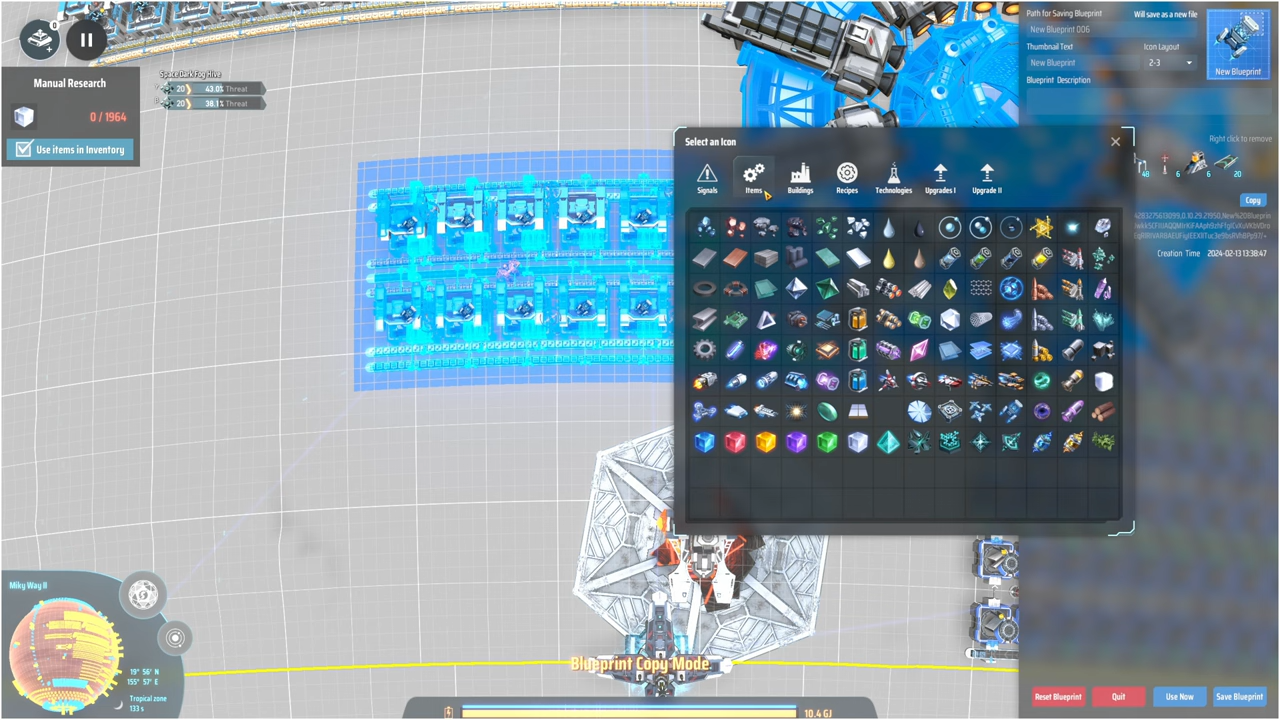 0
Manual Research
0 / 1964
Use items in Inventory
Space Dark Fog Hive
20 43.0% Threat
20 38.1% Threat
Path for Saving Blueprint
Will save as a new file
New Blueprint 006
Thumbnail Text
Icon Layout
New Blueprint
2-3
Blueprint Description
New Blueprint
Right click to remove
48 6 6 20
Copy
Creation Time 2024-02-13 13:38:47
Select an Icon
Signals
Items
Buildings
Recipes
Technologies
Upgrades I
Upgrade II
Miky Way II
19° 56' N
155° 57' E
Tropical zone
133 s
Blueprint Copy Mode.
10.4 GJ
Reset Blueprint
Quit
Use Now
Save Blueprint